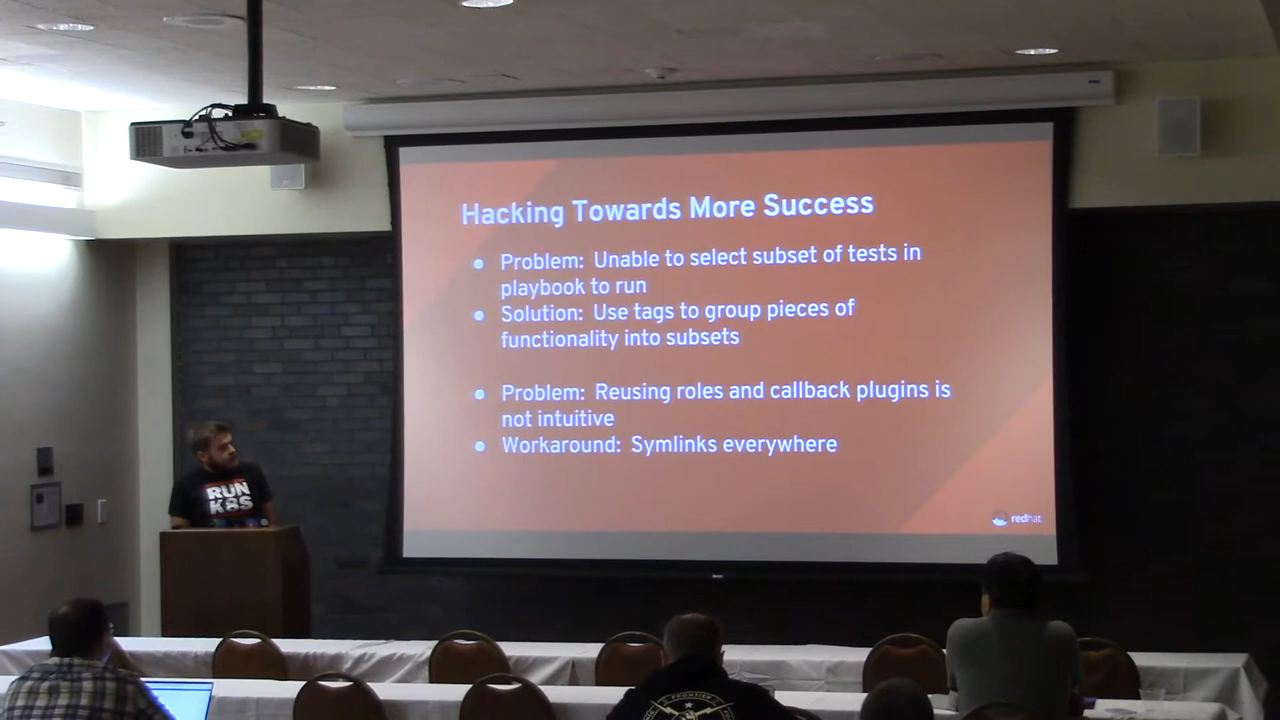 Hacking Towards More Success
• Problem: Unable to select subset of tests in
playbook to run
• Solution: Use tags to group pieces of
functionality into subsets
• Problem: Reusing roles and callback plugins is
not intuitive
• Workaround: Symlinks everywhere
redhat
RUN
K8S
FRONTIER